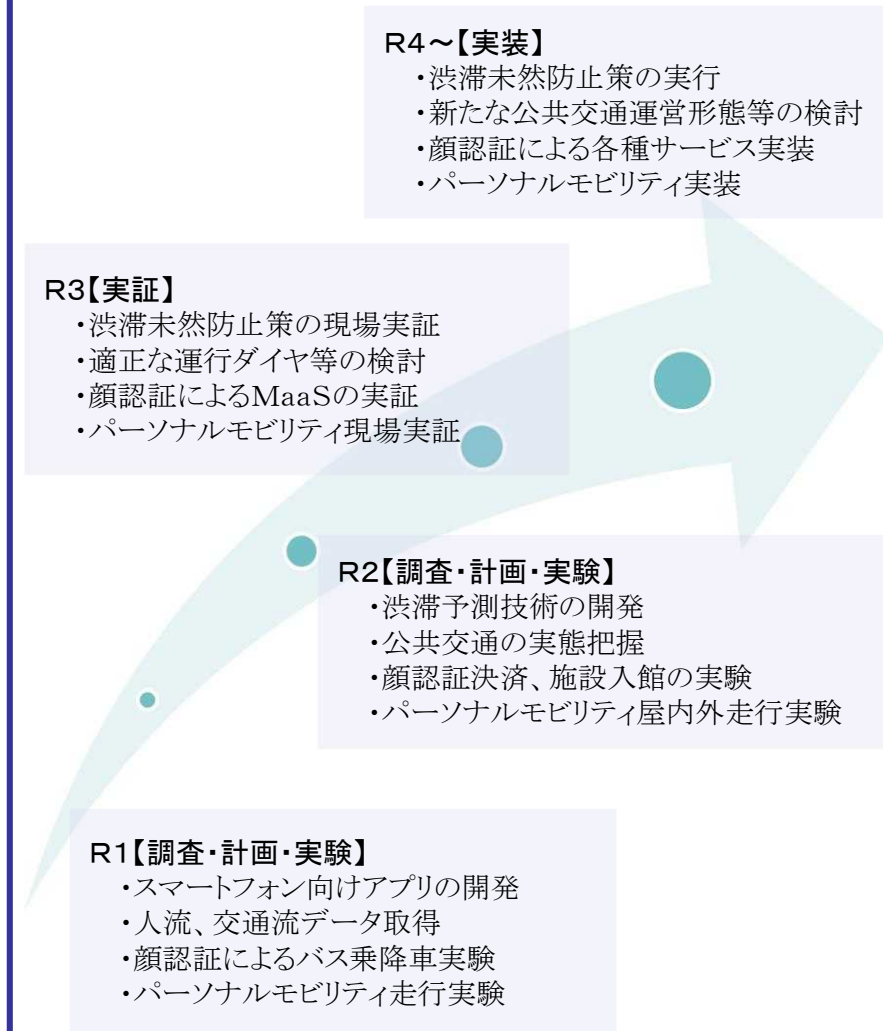 R4～【実装】
・渋滞未然防止策の実行
・新たな公共交通運営形態等の検討
・顔認証による各種サービス実装
・パーソナルモビリティ実装
R3【実証】
・渋滞未然防止策の現場実証
・適正な運行ダイヤ等の検討
・顔認証によるMaaSの実証
・パーソナルモビリティ現場実証
R2【調査・計画・実験】
・渋滞予測技術の開発
・公共交通の実態把握
・顔認証決済、施設入館の実験
・パーソナルモビリティ屋内外走行実験
R1【調査・計画・実験】
・スマートフォン向けアプリの開発
・人流、交通流データ取得
・顔認証によるバス乗降車実験
・パーソナルモビリティ走行実験